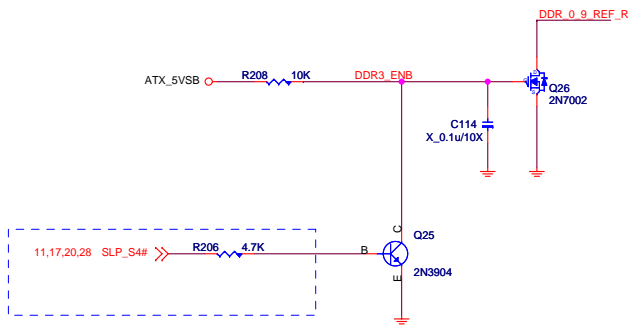 DDR_0_9_REF_R
ATX_5VSB
R208
10K
DDR3_ENB
Q26
2N7002
C114
X_0.1u/10X
11,17,20,28
SLP_S4#
R206
4.7K
B
C
E
Q25
2N3904